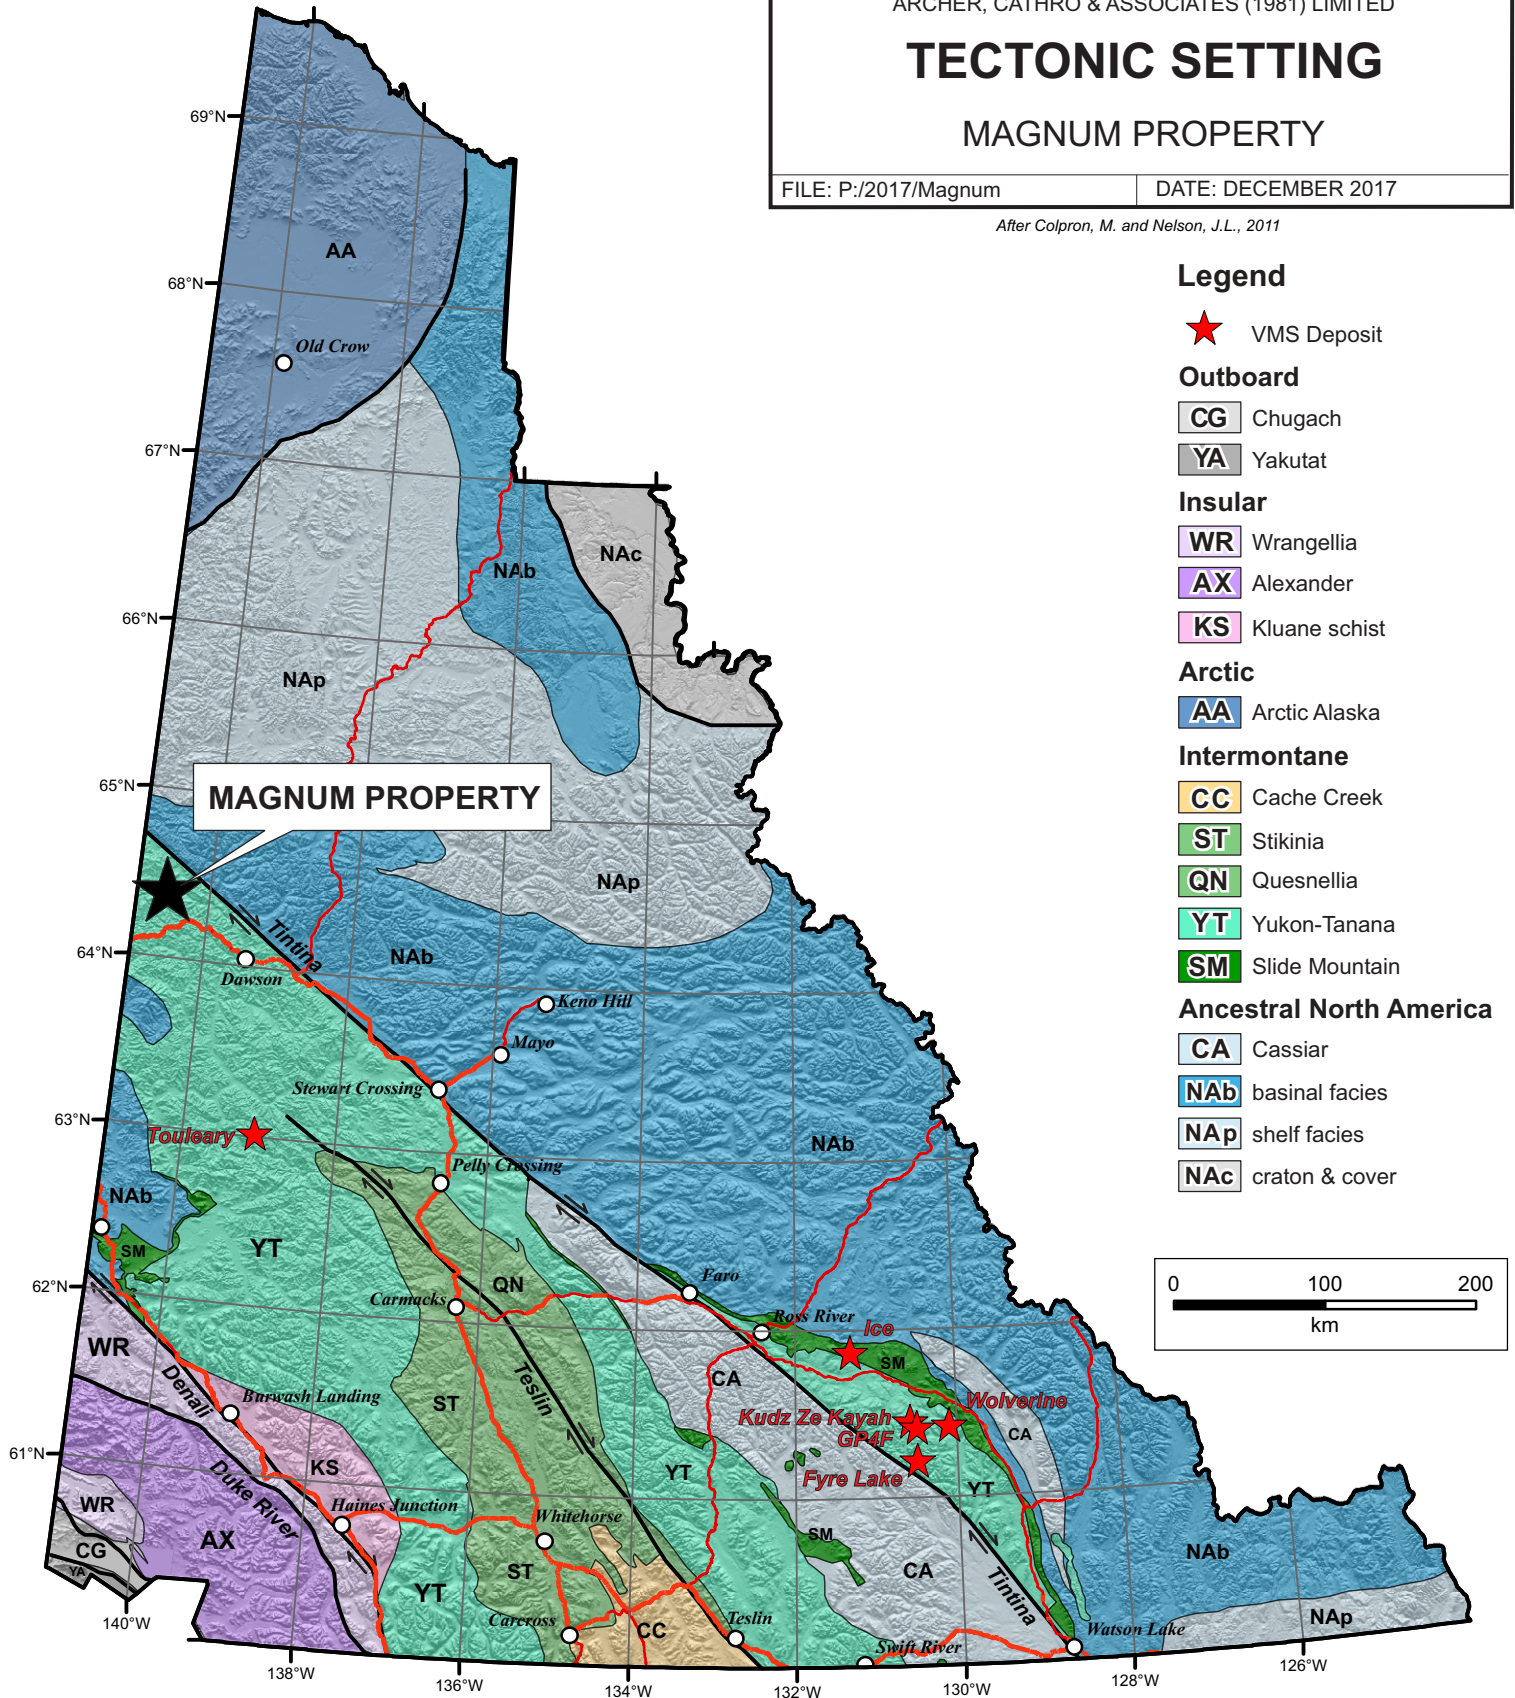 ARCHER, CATHRO & ASSOCIATES (1981) LIMITED
TECTONIC SETTING
MAGNUM PROPERTY
FILE: P:/2017/Magnum
DATE: DECEMBER 2017
After Colpron, M. and Nelson, J.L., 2011
Legend
VMS Deposit
Outboard
CG Chugach
YA Yakutat
Insular
WR Wrangellia
AX Alexander
KS Kluane schist
Arctic
AA Arctic Alaska
Intermontane
CC Cache Creek
ST Stikinia
QN Quesnellia
YT Yukon-Tanana
SM Slide Mountain
Ancestral North America
CA Cassiar
NAb basinal facies
NAp shelf facies
NAc craton & cover
0 100 200
km
69°N
AA
68°N
Old Crow
67°N
NAc
NAb
66°N
NAp
65°N
MAGNUM PROPERTY
NAp
Tintina
64°N
NAb
Dawson
Keno Hill
Mayo
Stewart Crossing
63°N
Touleary
NAb
Pelly Crossing
NAb
YT
SM
62°N
QN
Faro
Carmacks
Ross River
Ice
SM
WR
Denali
CA
Teslin
Burwash Landing
ST
Wolverine
Kudz Ze Kayah
GP4F
CA
61°N
KS
Duke River
YT
Fyre Lake
YT
WR
Haines Junction
Whitehorse
SM
AX
CG
YA
ST
CA
NAb
YT
Tintina
Carcross
CC
Teslin
Swift River
Watson Lake
NAp
140°W
138°W
136°W
134°W
132°W
130°W
128°W
126°W